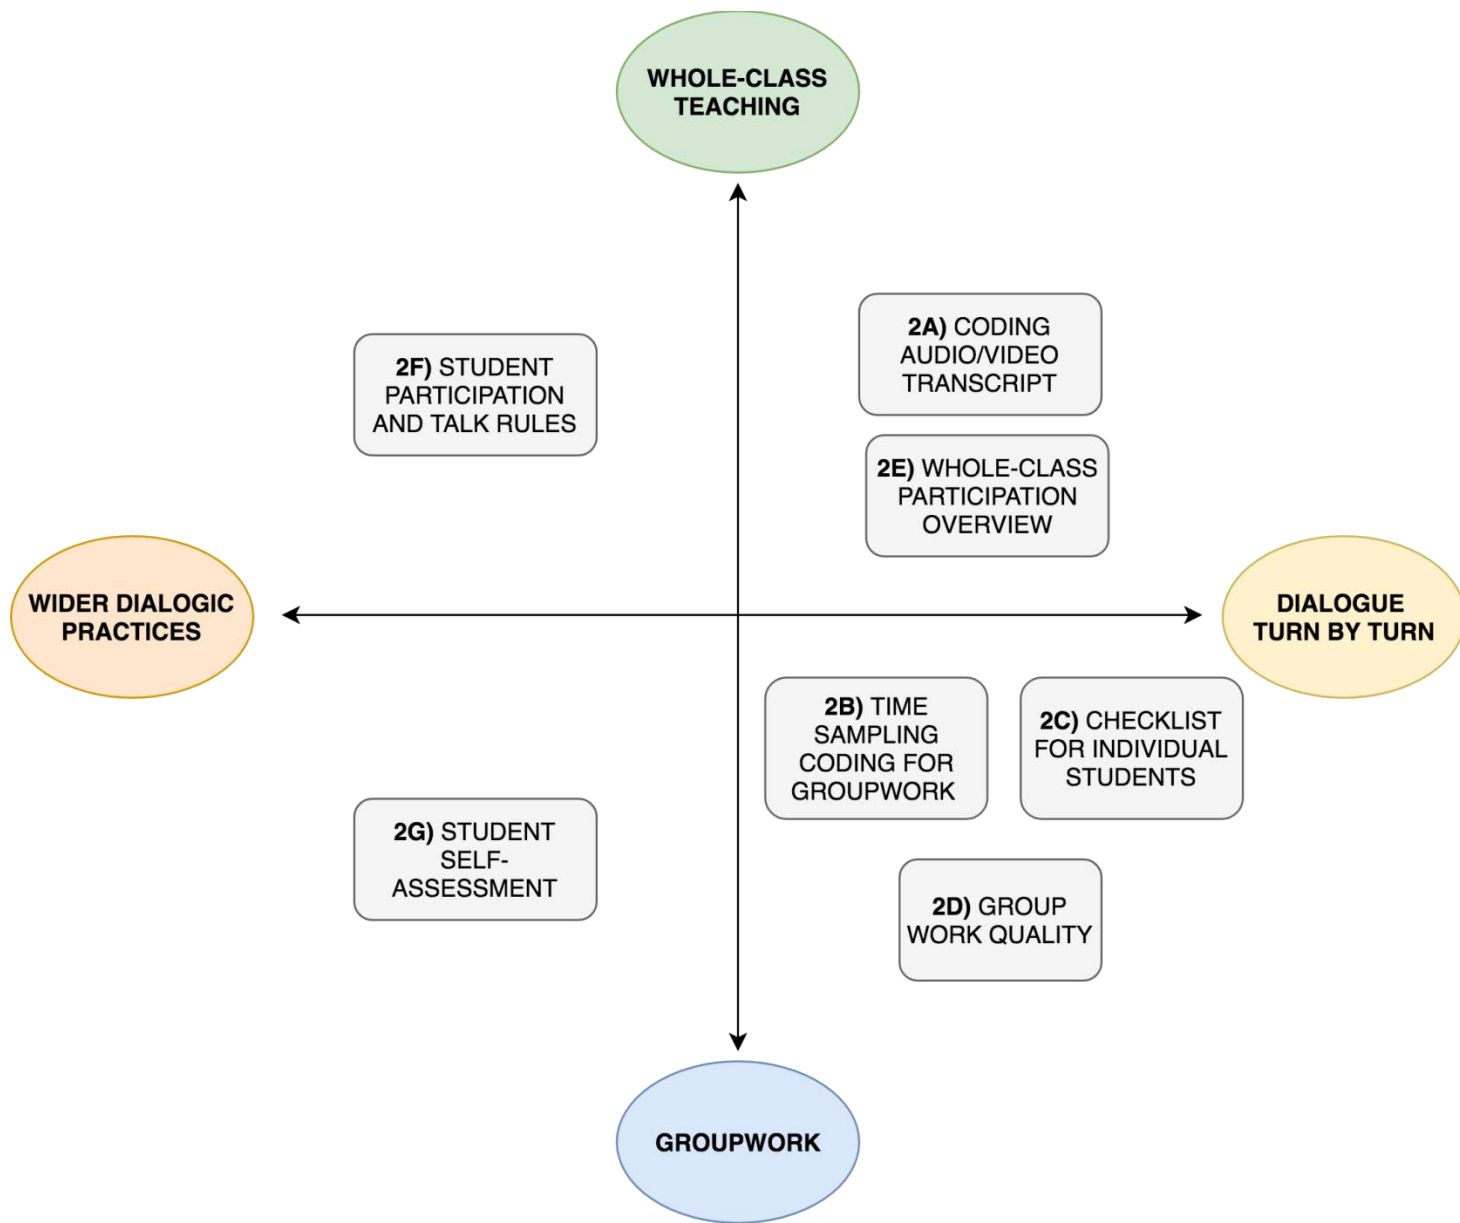 WHOLE-CLASS
TEACHING
2A) CODING
AUDIO/VIDEO
TRANSCRIPT
2F) STUDENT
PARTICIPATION
AND TALK RULES
2E) WHOLE-CLASS
PARTICIPATION
OVERVIEW
WIDER DIALOGIC
PRACTICES
DIALOGUE
TURN BY TURN
2B) TIME
SAMPLING
CODING FOR
GROUPWORK
2C) CHECKLIST
FOR INDIVIDUAL
STUDENTS
2G) STUDENT
SELF-
ASSESSMENT
2D) GROUP
WORK QUALITY
GROUPWORK